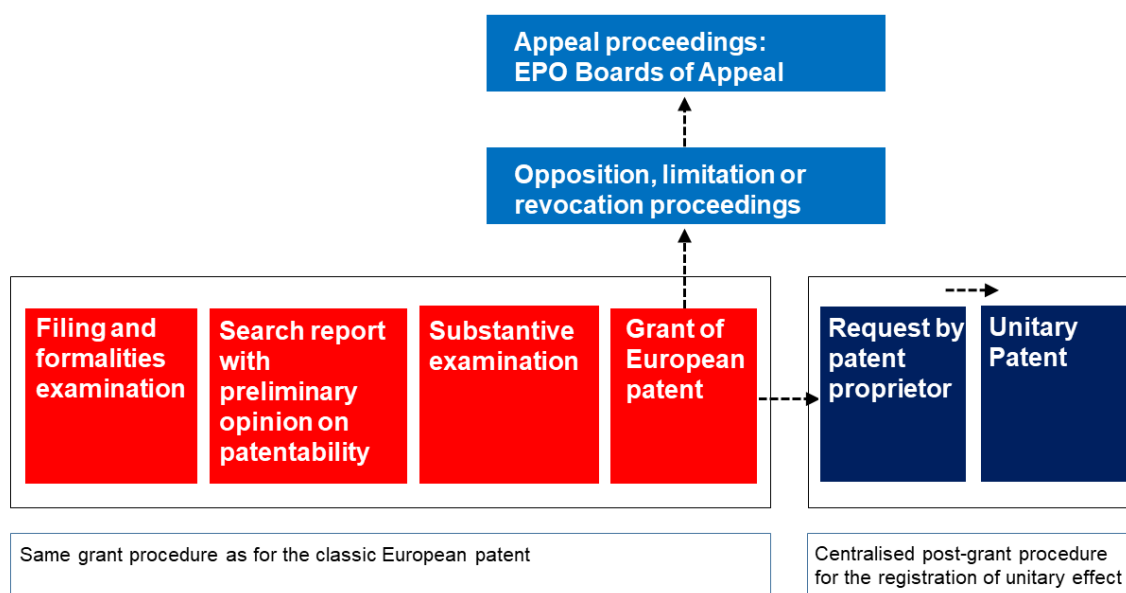 Appeal proceedings:
EPO Boards of Appeal
Opposition, limitation or
revocation proceedings
Filing and
formalities
examination
Search report
with
preliminary
opinion on
patentability
Substantive
examination
Grant of
European
patent
Request by
patent
proprietor
Unitary
Patent
Same grant procedure as for the classic European patent
Centralised post-grant procedure
for the registration of unitary effect